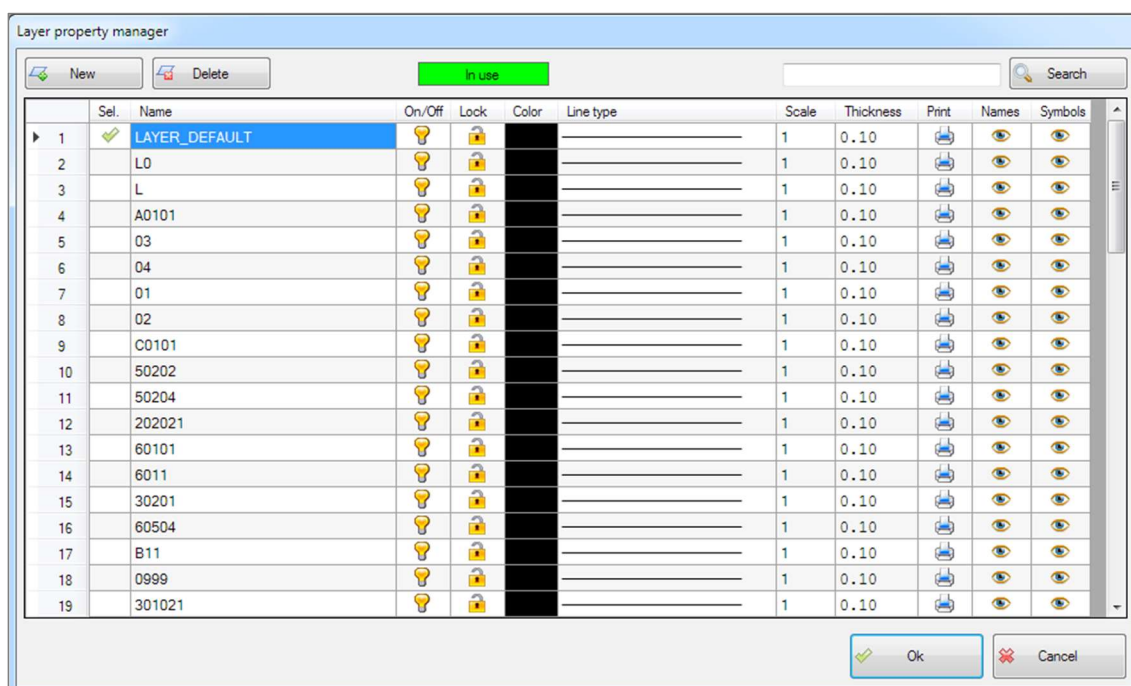 Layer property manager
New Delete In use Search
Sel. Name On/Off Lock Color Line type Scale Thickness Print Names Symbols
1 LAYER_DEFAULT 1 0.10
2 L0 1 0.10
3 L 1 0.10
4 A0101 1 0.10
5 03 1 0.10
6 04 1 0.10
7 01 1 0.10
8 02 1 0.10
9 C0101 1 0.10
10 50202 1 0.10
11 50204 1 0.10
12 202021 1 0.10
13 60101 1 0.10
14 6011 1 0.10
15 30201 1 0.10
16 60504 1 0.10
17 B11 1 0.10
18 0999 1 0.10
19 301021 1 0.10
Ok Cancel